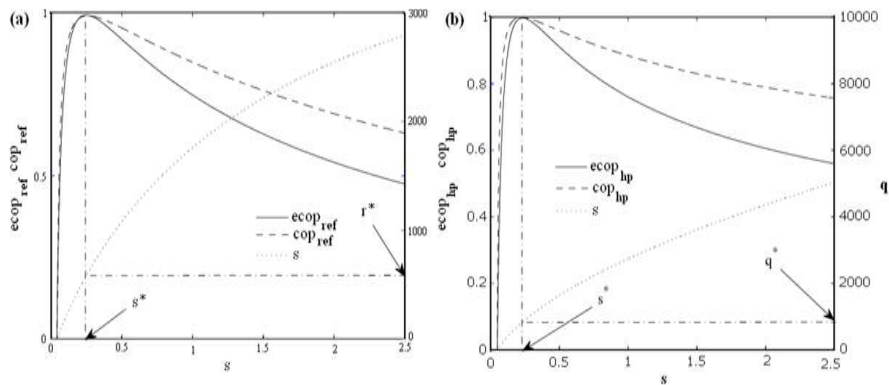 (a)
1
0.5
0
ecop_ref cop_ref
3000
2000
1000
0
ecop_ref
cop_ref
s
r*
s*
0
0.5
1
1.5
2
2.5
s
(b)
1
0.8
0.6
0.4
0.2
0
ecop_hp cop_hp
10000
8000
6000
4000
2000
0
q
ecop_hp
cop_hp
s
q*
s*
0
0.5
1
1.5
2
2.5
s